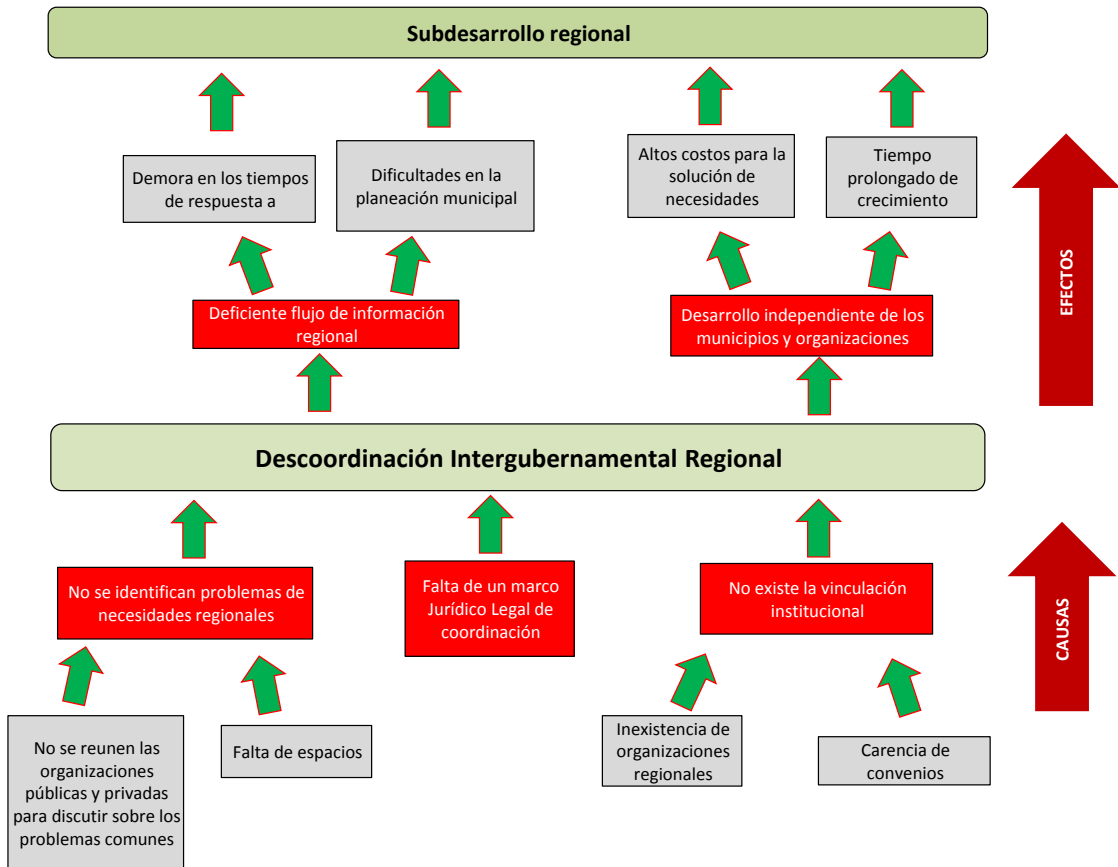 Subdesarrollo regional
Demora en los tiempos
de respuesta a
Dificultades en la
planeación municipal
Altos costos para la
solución de
necesidades
Tiempo
prolongado de
crecimiento
Deficiente flujo de información
regional
Desarrollo independiente de los
municipios y organizaciones
EFECTOS
Descoordinación Intergubernamental Regional
No se identifican problemas de
necesidades regionales
Falta de un marco
Jurídico Legal de
coordinación
No existe la vinculación
institucional
CAUSAS
No se reunen las
organizaciones
públicas y privadas
para discutir sobre los
problemas comunes
Falta de espacios
Inexistencia de
organizaciones
regionales
Carencia de
convenios